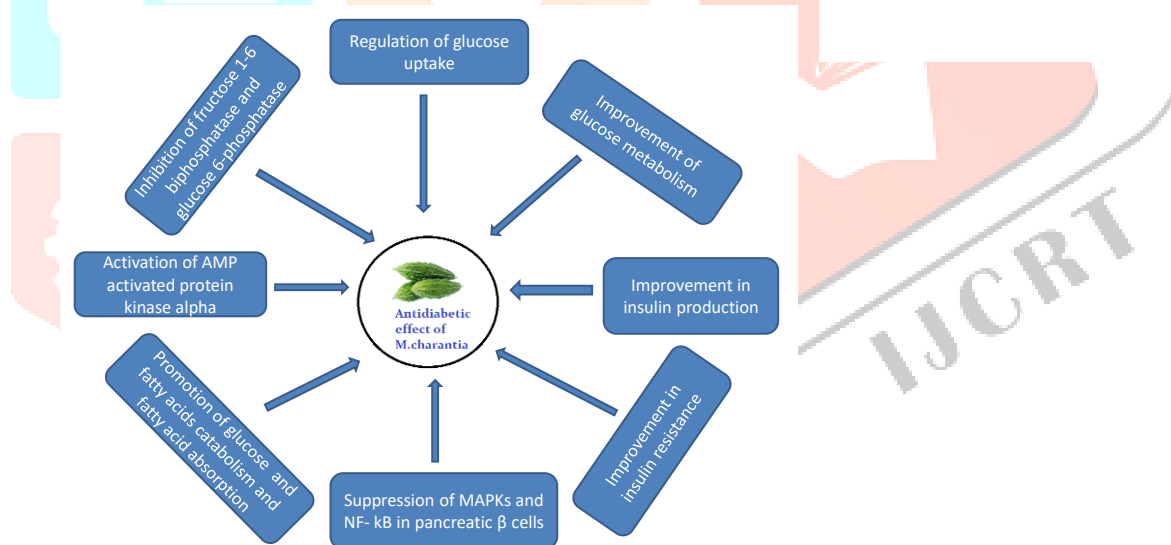 Regulation of glucose
uptake
Inhibition of fructose 1-6
biphosphatase and
glucose 6-phosphatase
Improvement of
glucose metabolism
Activation of AMP
activated protein
kinase alpha
Antidiabetic
effect of
M.charantia
Improvement in
insulin production
Promotion of glucose and
fatty acids catabolism and
fatty acid absorption
Suppression of MAPKs and
NF- kB in pancreatic β cells
Improvement in
insulin resistance
IJCRT